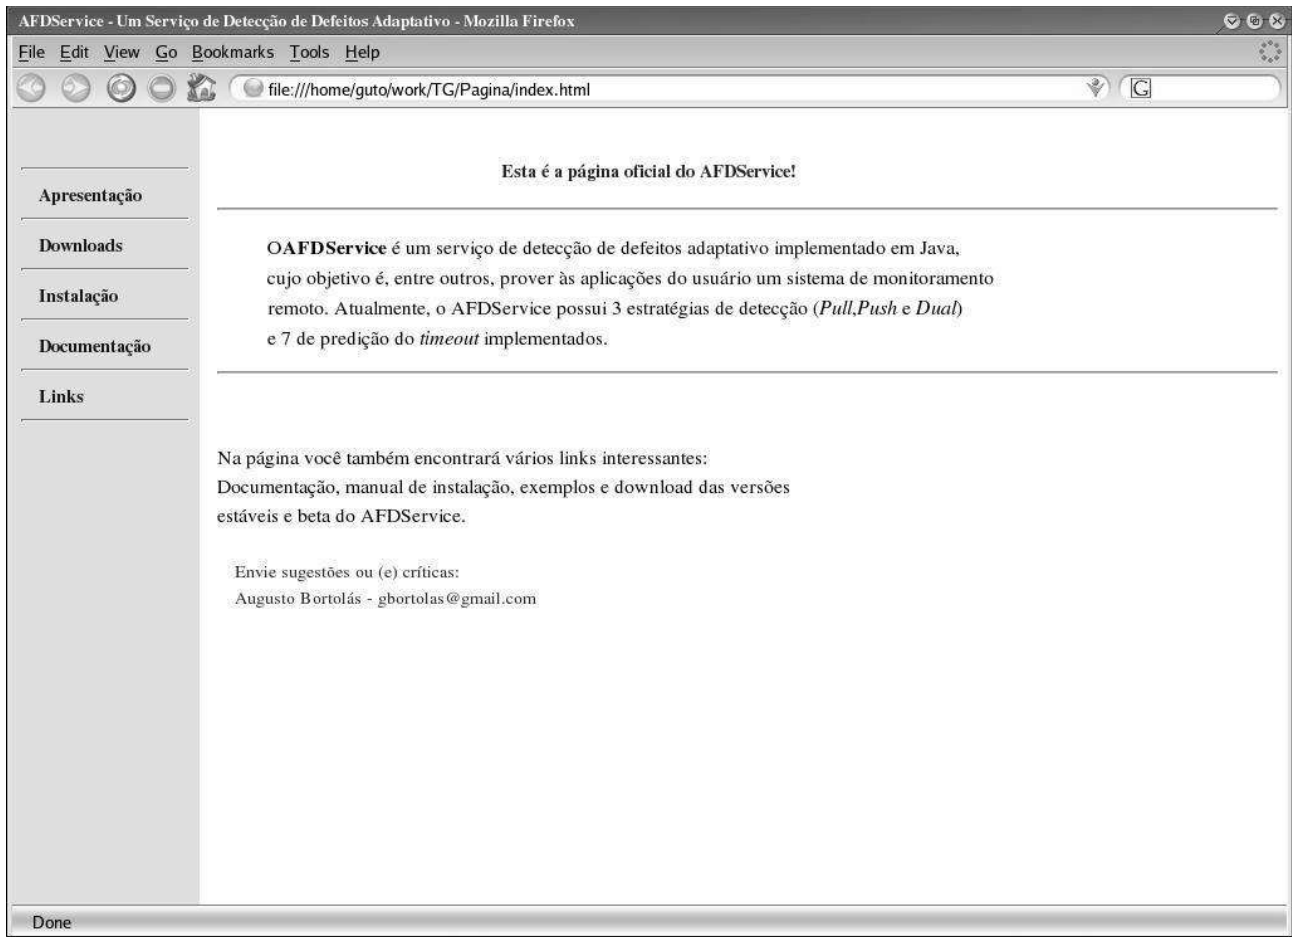 AFDService - Um Serviço de Detecção de Defeitos Adaptativo - Mozilla Firefox
File Edit View Go Bookmarks Tools Help
file:///home/guto/work/TG/Pagina/index.html
G
Apresentação
Downloads
Instalação
Documentação
Links
Esta é a página oficial do AFDService!
OAFDService é um serviço de detecção de defeitos adaptativo implementado em Java,
cujo objetivo é, entre outros, prover às aplicações do usuário um sistema de monitoramento
remoto. Atualmente, o AFDService possui 3 estratégias de detecção (Pull,Push e Dual)
e 7 de predição do timeout implementados.
Na página você também encontrará vários links interessantes:
Documentação, manual de instalação, exemplos e download das versões
estáveis e beta do AFDService.
Envie sugestões ou (e) críticas:
Augusto Bortolás - gbortolas@gmail.com
Done